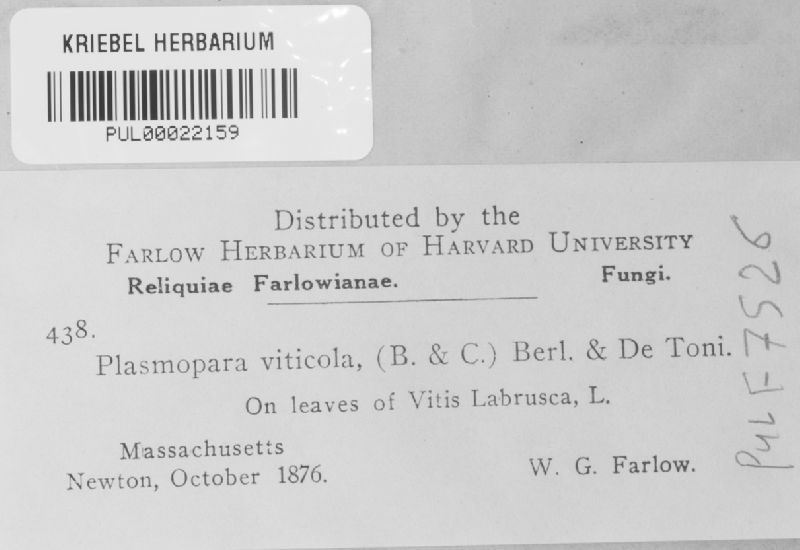 KRIEBEL HERBARIUM
PUL00022159
Distributed by the
FARLOW HERBARIUM OF HARVARD UNIVERSITY
Reliquiae Farlowianae. Fungi.
438.
Plasmopara viticola, (B. & C.) Berl. & De Toni.
On leaves of Vitis Labrusca, L.
Massachusetts
Newton, October 1876. W. G. Farlow.
PUL F 7526